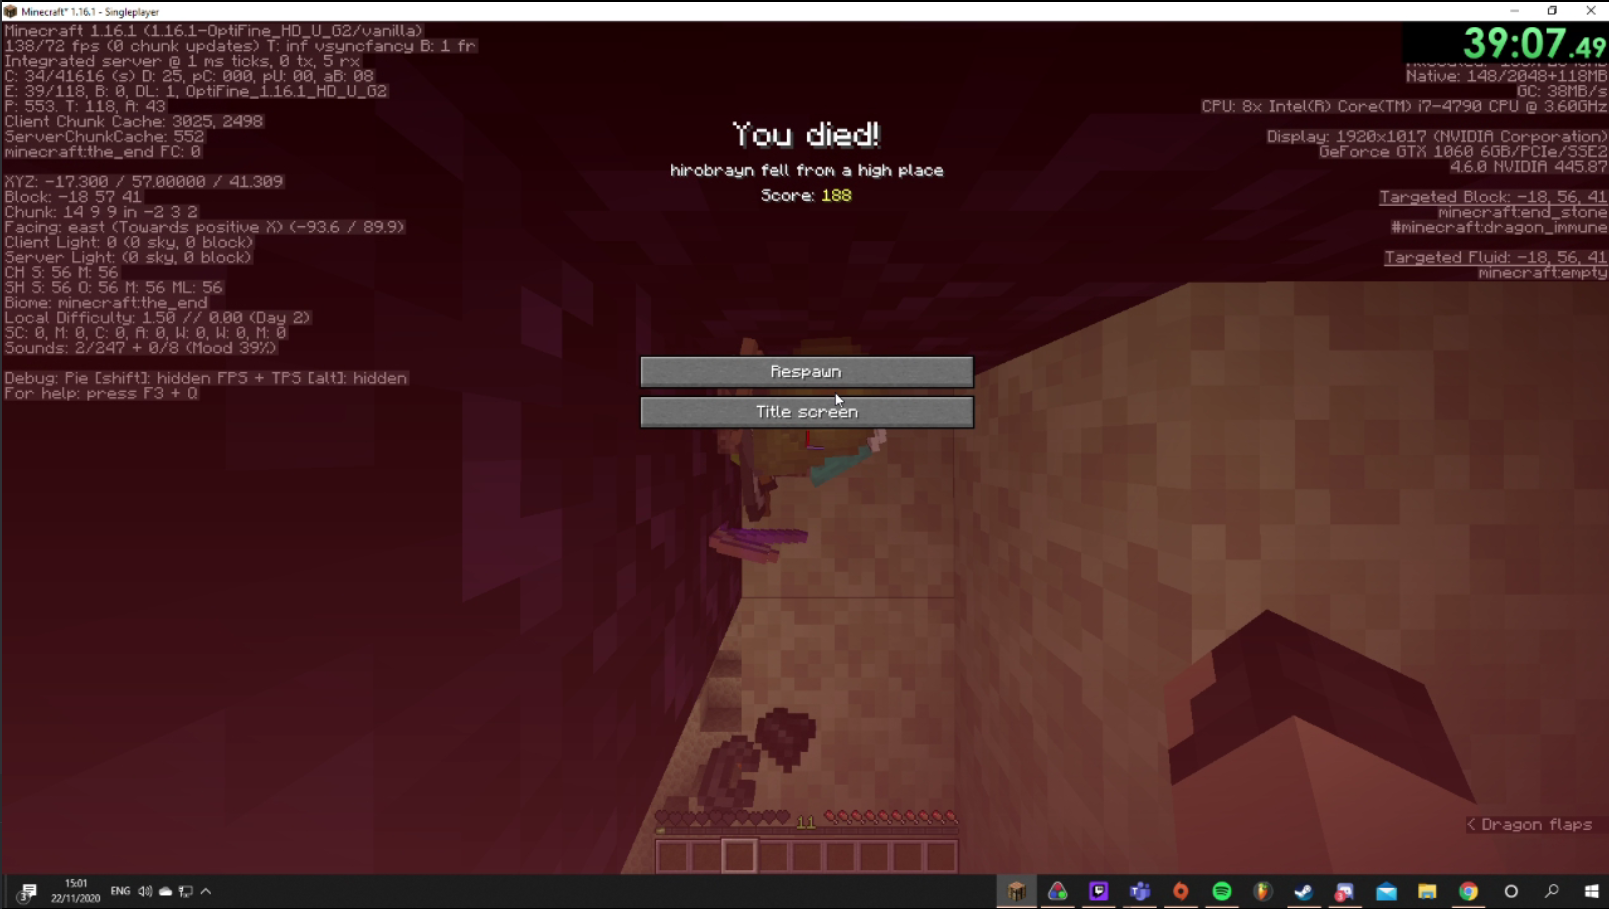 Minecraft* 1.16.1 - Singleplayer
Minecraft 1.16.1 (1.16.1-OptiFine_HD_U_G2/vanilla)
138/72 fps (0 chunk updates) T: inf vsyncfancy B: 1 fr
Integrated server @ 1 ms ticks, 0 tx, 5 rx
C: 34/41616 (s) D: 25, pC: 000, pU: 00, aB: 08
E: 39/118, B: 0, DL: 1, OptiFine_1.16.1_HD_U_G2
P: 553. T: 118, A: 43
Client Chunk Cache: 3025, 2498
ServerChunkCache: 552
minecraft:the_end FC: 0
XYZ: -17.300 / 57.00000 / 41.309
Block: -18 57 41
Chunk: 14 9 9 in -2 3 2
Facing: east (Towards positive X) (-93.6 / 89.9)
Client Light: 0 (0 sky, 0 block)
Server Light: (0 sky, 0 block)
CH S: 56 M: 56
SH S: 56 O: 56 M: 56 ML: 56
Biome: minecraft:the_end
Local Difficulty: 1.50 // 0.00 (Day 2)
SC: 0, M: 0, C: 0, A: 0, W: 0, W: 0, M: 0
Sounds: 2/247 + 0/8 (Mood 39%)
Debug: Pie [shift]: hidden FPS + TPS [alt]: hidden
For help: press F3 + Q
39:07.49
Native: 148/2048+118MB
GC: 38MB/s
CPU: 8x Intel(R) Core(TM) i7-4790 CPU @ 3.60GHz
Display: 1920x1017 (NVIDIA Corporation)
GeForce GTX 1060 6GB/PCIe/SSE2
4.6.0 NVIDIA 445.87
Targeted Block: -18, 56, 41
minecraft:end_stone
#minecraft:dragon_immune
Targeted Fluid: -18, 56, 41
minecraft:empty
You died!
hirobrayn fell from a high place
Score: 188
Respawn
Title screen
11
< Dragon flaps
3
15:01
22/11/2020
ENG